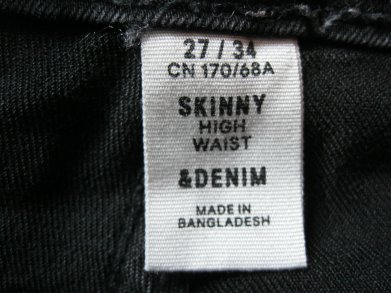 27 / 34
CN 170/68A
SKINNY
HIGH
WAIST
&DENIM
MADE IN
BANGLADESH